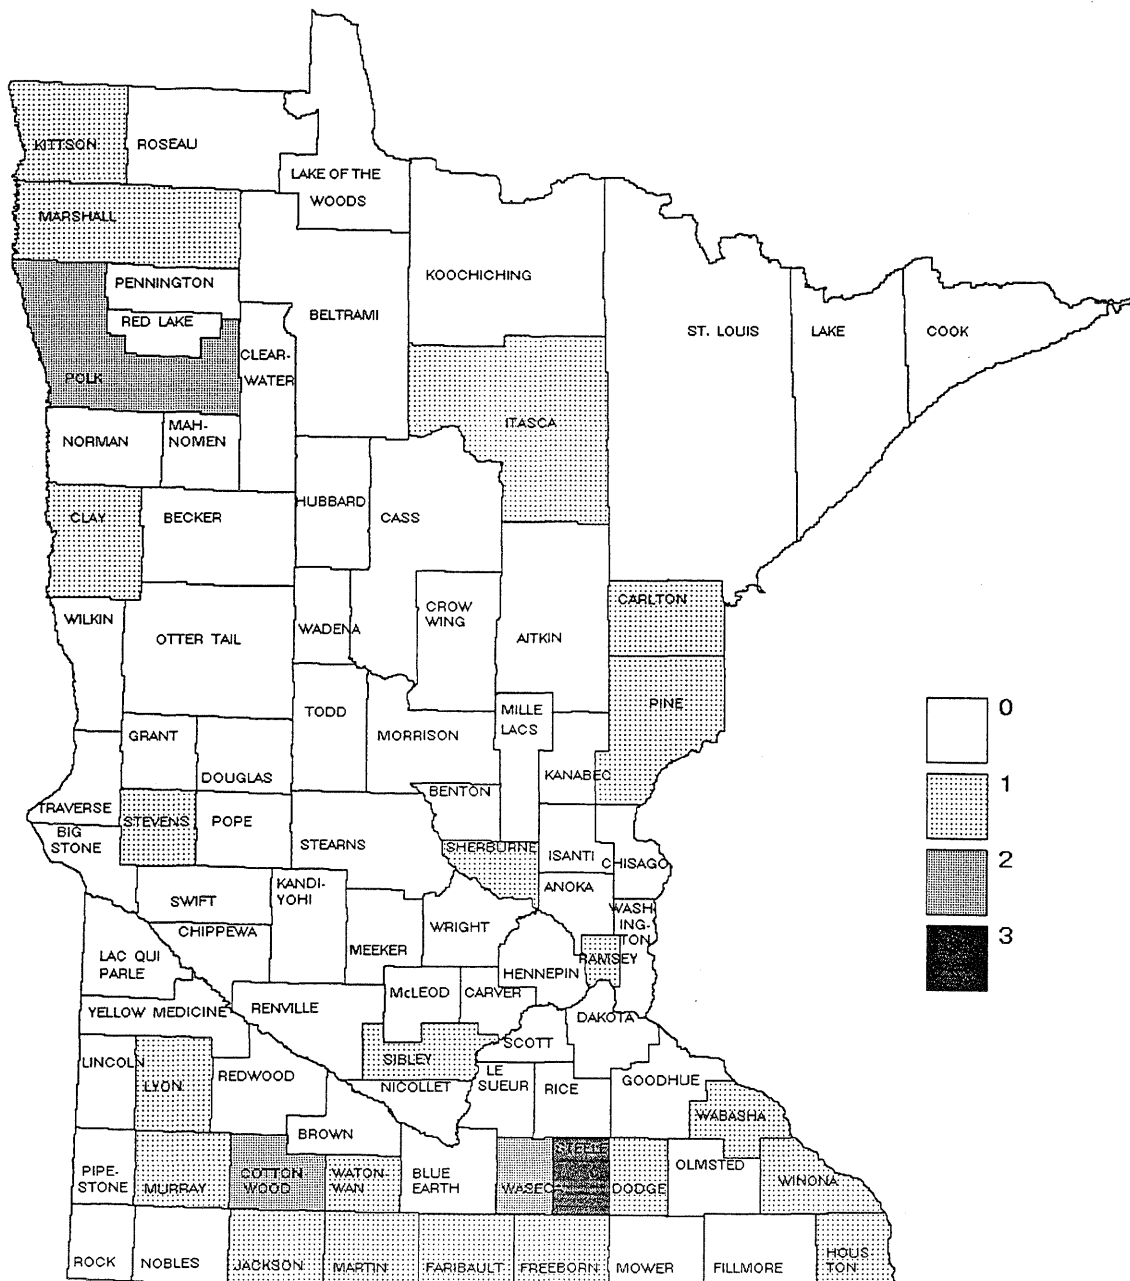 KITTSON
ROSEAU
LAKE OF THE
WOODS
MARSHALL
KOOCHICHING
PENNINGTON
BELTRAMI
RED LAKE
ST. LOUIS
LAKE
COOK
CLEAR-
WATER
POLK
ITASCA
NORMAN
MAH-
NOMEN
HUBBARD
CLAY
BECKER
CASS
CARLTON
WILKIN
OTTER TAIL
WADENA
CROW
WING
AITKIN
PINE
TODD
MILLE
LACS
GRANT
MORRISON
DOUGLAS
KANABEC
BENTON
TRAVERSE
STEVENS
POPE
BIG
STONE
STEARNS
SHERBURNE
ISANTI
CHISAGO
KANDI-
YOHI
ANOKA
SWIFT
WASH-
ING-
TON
CHIPPEWA
WRIGHT
MEEKER
LAC QUI
PARLE
RAMSEY
HENNEPIN
McLEOD
CARVER
YELLOW MEDICINE
RENVILLE
DAKOTA
SCOTT
SIBLEY
LINCOLN
LYON
REDWOOD
NICOLLET
LE
SUEUR
RICE
GOODHUE
WABASHA
BROWN
STEELE
PIPE-
STONE
MURRAY
COTTON
WOOD
WATON-
WAN
BLUE
EARTH
WASEC
DODGE
OLMSTED
WINONA
ROCK
NOBLES
JACKSON
MARTIN
FARIBAULT
FREEBORN
MOWER
FILLMORE
HOUS
TON
0
1
2
3